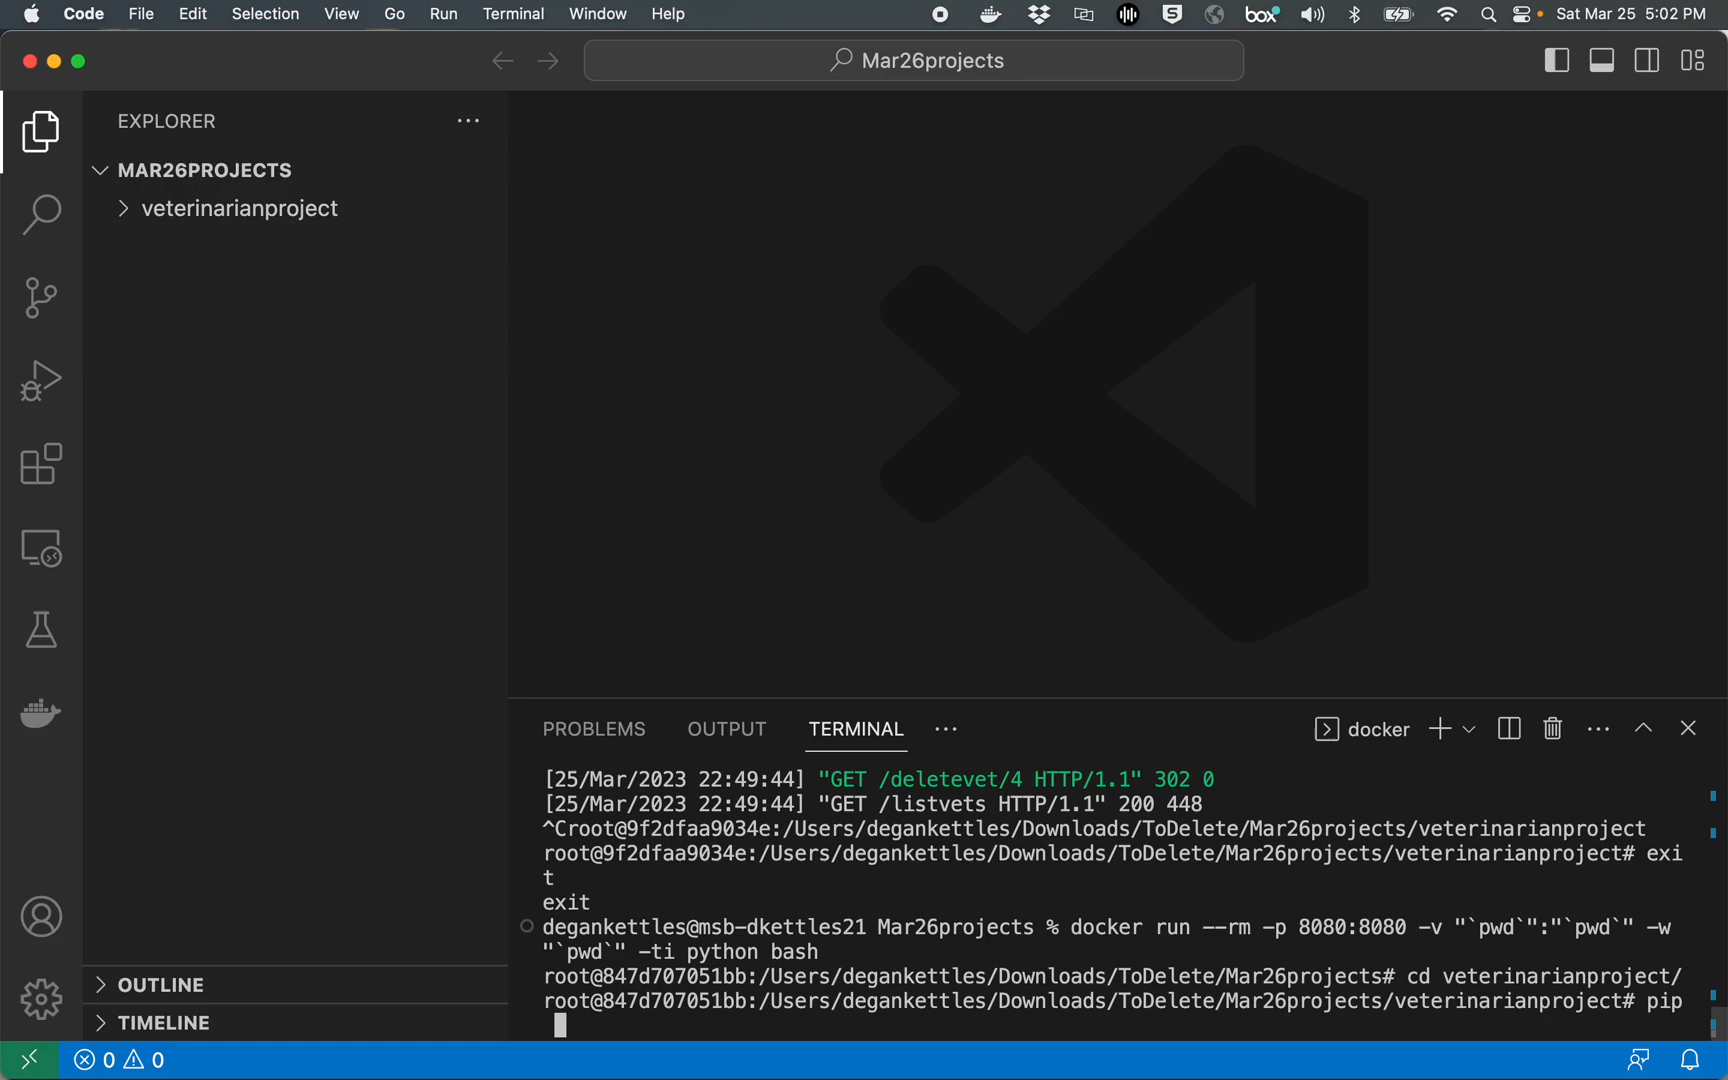 Code File Edit Selection View Go Run Terminal Window Help box Sat Mar 25 5:02 PM
Mar26projects
EXPLORER
MAR26PROJECTS
veterinarianproject
PROBLEMS OUTPUT TERMINAL docker
[25/Mar/2023 22:49:44] "GET /deletevet/4 HTTP/1.1" 302 0
[25/Mar/2023 22:49:44] "GET /listvets HTTP/1.1" 200 448
^Croot@9f2dfaa9034e:/Users/degankettles/Downloads/ToDelete/Mar26projects/veterinarianproject
root@9f2dfaa9034e:/Users/degankettles/Downloads/ToDelete/Mar26projects/veterinarianproject# exi
t
exit
degankettles@msb-dkettles21 Mar26projects % docker run --rm -p 8080:8080 -v "`pwd`":"`pwd`" -w
"`pwd`" -ti python bash
root@847d707051bb:/Users/degankettles/Downloads/ToDelete/Mar26projects# cd veterinarianproject/
root@847d707051bb:/Users/degankettles/Downloads/ToDelete/Mar26projects/veterinarianproject# pip
OUTLINE
TIMELINE
0 0